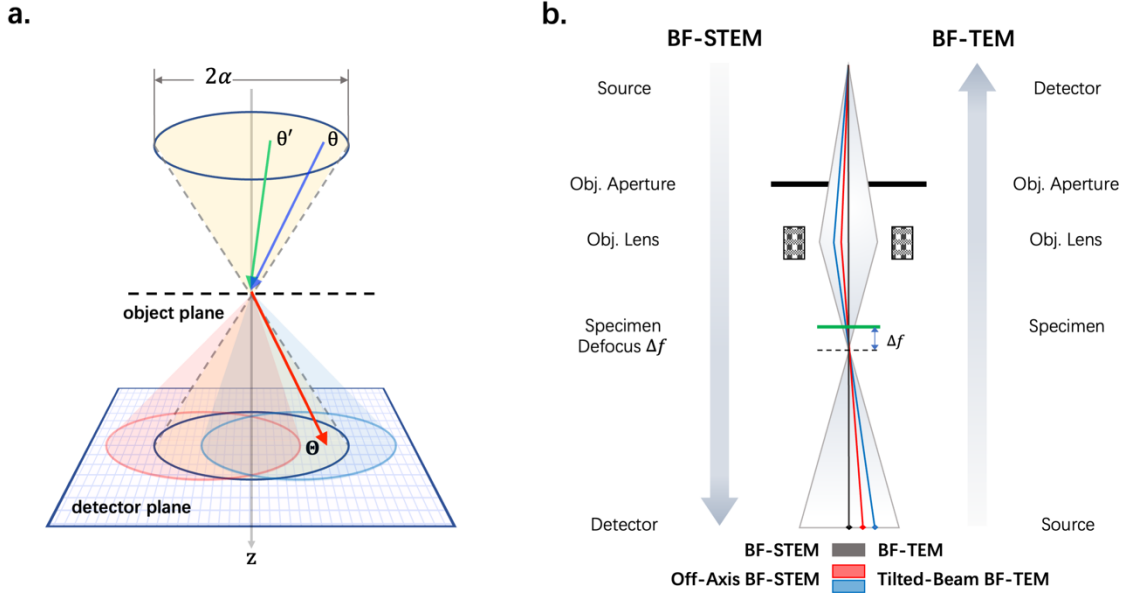 a.
2α
θ′
θ
object plane
Θ
detector plane
z
b.
BF-STEM
BF-TEM
Source
Detector
Obj. Aperture
Obj. Aperture
Obj. Lens
Obj. Lens
Specimen
Defocus Δf
Δf
Specimen
Detector
Source
BF-STEM
BF-TEM
Off-Axis BF-STEM
Tilted-Beam BF-TEM